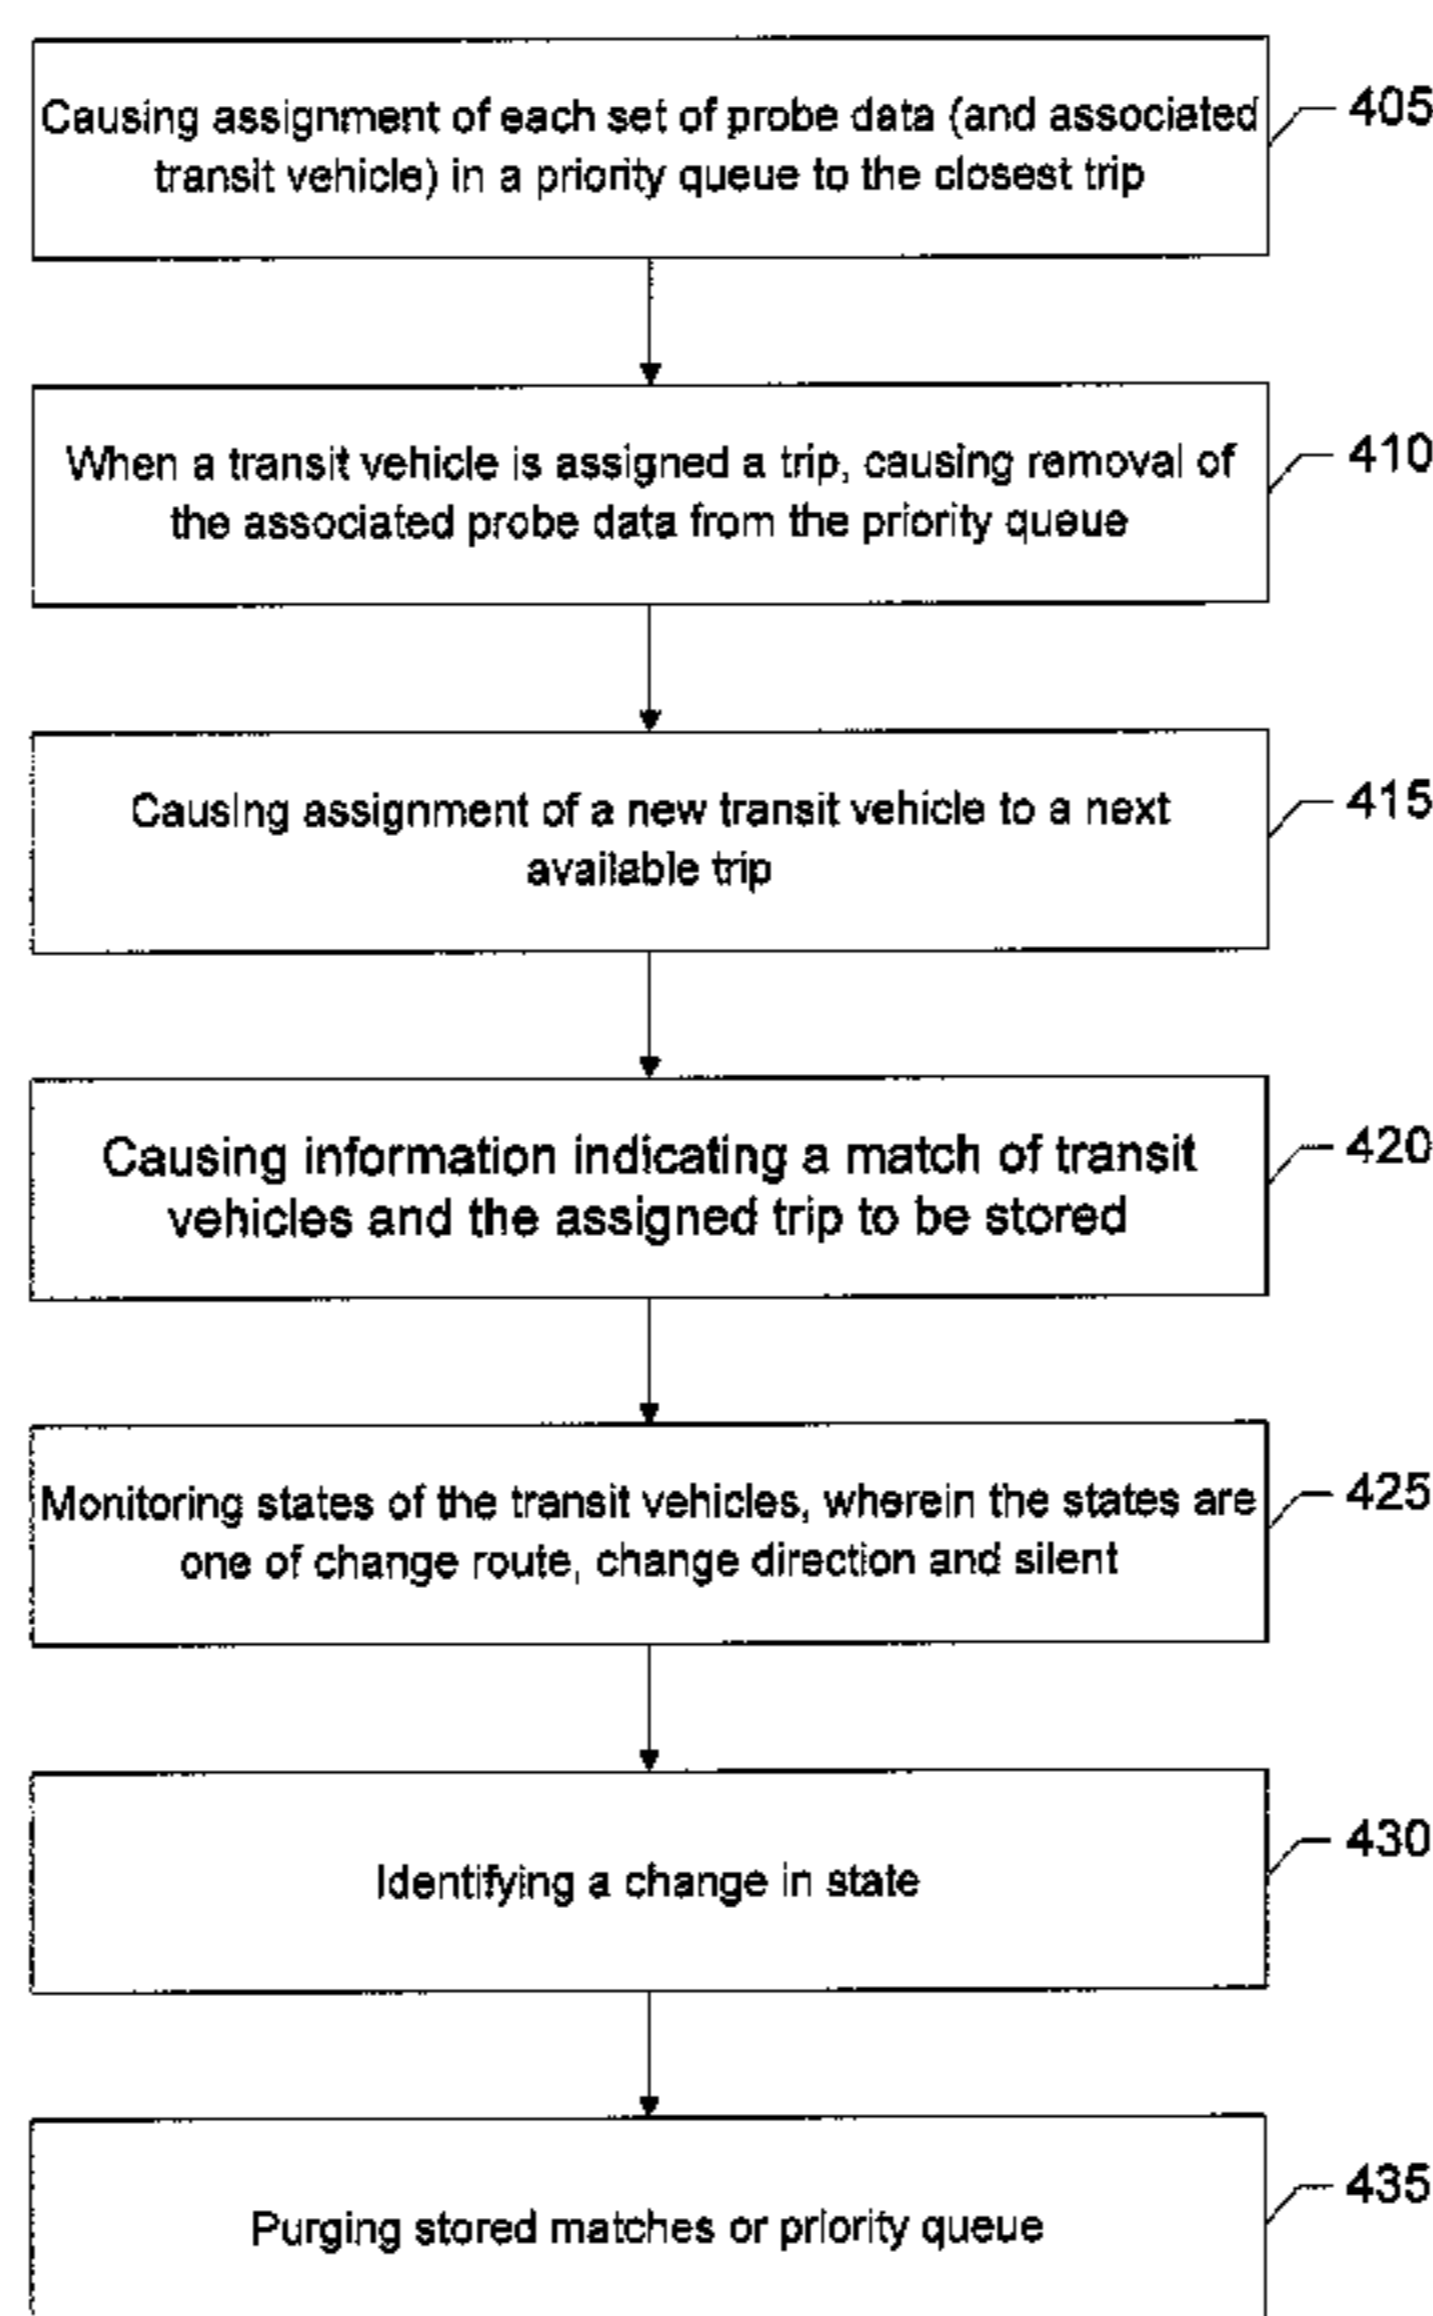 Causing assignment of each set of probe data (and associated
transit vehicle) in a priority queue to the closest trip
405
When a transit vehicle is assigned a trip, causing removal of
the associated probe data from the priority queue
410
Causing assignment of a new transit vehicle to a next
available trip
415
Causing information indicating a match of transit
vehicles and the assigned trip to be stored
420
Monitoring states of the transit vehicles, wherein the states are
one of change route, change direction and silent
425
Identifying a change in state
430
Purging stored matches or priority queue
435